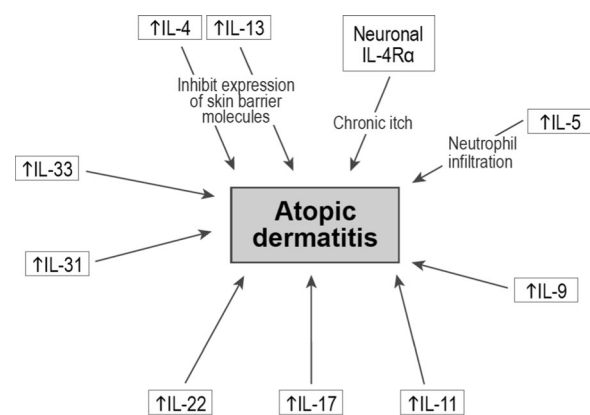 ↑IL-4
↑IL-13
Neuronal
IL-4Rα
Inhibit expression
of skin barrier
molecules
Chronic itch
↑IL-5
Neutrophil
infiltration
↑IL-33
Atopic
dermatitis
↑IL-31
↑IL-9
↑IL-22
↑IL-17
↑IL-11